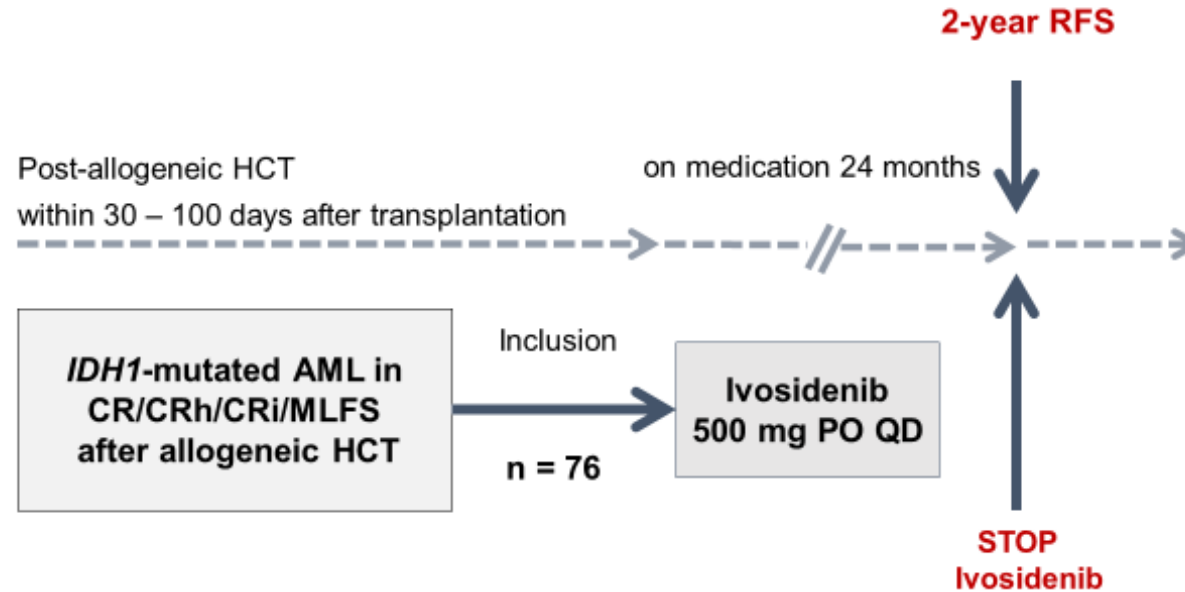 2-year RFS
Post-allogeneic HCT
within 30 – 100 days after transplantation
on medication 24 months
IDH1-mutated AML in
CR/CRh/CRi/MLFS
after allogeneic HCT
Inclusion
n = 76
Ivosidenib
500 mg PO QD
STOP
Ivosidenib